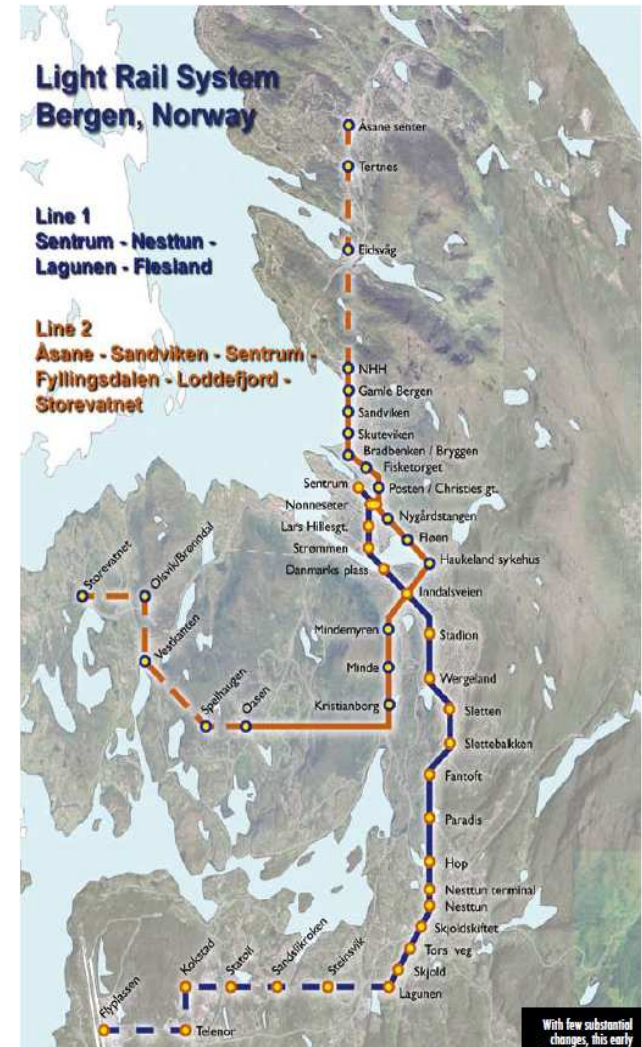 Light Rail System
Bergen, Norway
Line 1
Sentrum - Nesttun -
Lagunen - Flesland
Line 2
Åsane - Sandviken - Sentrum -
Fyllingsdalen - Loddefjord -
Storevatnet
Åsane senter
Tertnes
Eidsvåg
NHH
Gamle Bergen
Sandviken
Skuteviken
Bradbenken / Bryggen
Fisketorget
Sentrum
Posten / Christies gt.
Nonneseter
Nygårdstangen
Lars Hillesgt.
Fløen
Strømmen
Haukeland sykehus
Danmarks plass
Inndalsveien
Storevatnet
Olsvik/Brønndal
Vestkanten
Spelhaugen
Oasen
Mindemyren
Minde
Kristianborg
Stadion
Wergeland
Sletten
Slettebakken
Fantoft
Paradis
Hop
Nesttun terminal
Nesttun
Skjoldskiftet
Tors veg
Skjold
Lagunen
Steinsvik
Sandslikroken
Statoil
Kokstad
Telenor
Flyplassen
With few substantial
changes, this early